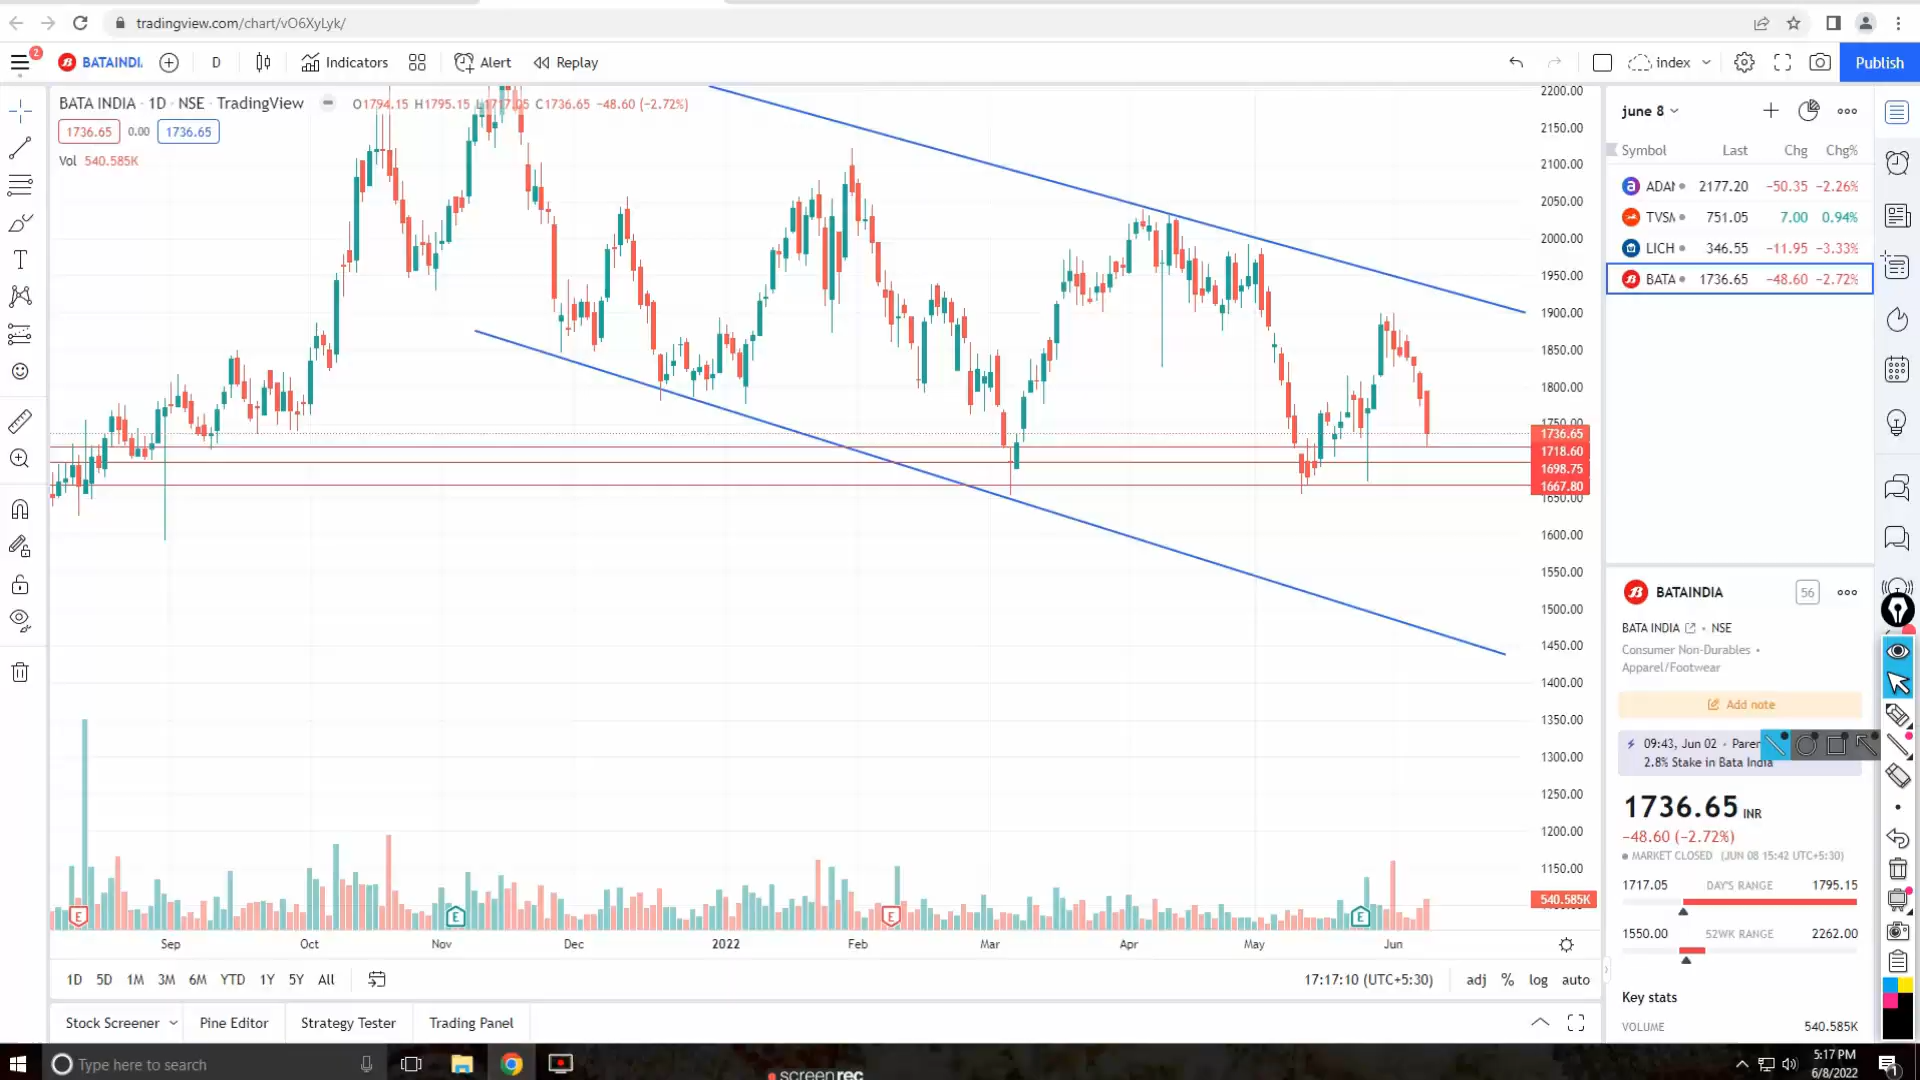 tradingview.com/chart/vO6XyLyk/
2
BATAINDI
D
Indicators
Alert
Replay
index
Publish
BATA INDIA · 1D · NSE · TradingView
O1794.15 H1795.15 L1717.05 C1736.65 −48.60 (−2.72%)
1736.65 0.00 1736.65
Vol 540.585K
2200.00
2150.00
2100.00
2050.00
2000.00
1950.00
1900.00
1850.00
1800.00
1750.00
1736.65
1718.60
1698.75
1667.80
1650.00
1600.00
1550.00
1500.00
1450.00
1400.00
1350.00
1300.00
1250.00
1200.00
1150.00
540.585K
E E E E
Sep Oct Nov Dec 2022 Feb Mar Apr May Jun
1D 5D 1M 3M 6M YTD 1Y 5Y All
17:17:10 (UTC+5:30)
adj % log auto
Stock Screener
Pine Editor
Strategy Tester
Trading Panel
june 8
Symbol Last Chg Chg%
2177.20 −50.35 −2.26%
751.05 7.00 0.94%
LICH 346.55 −11.95 −3.33%
BATA 1736.65 −48.60 −2.72%
BATAINDIA
56
BATA INDIA • NSE
Consumer Non-Durables •
Apparel/Footwear
Add note
09:43, Jun 02 •
2.8% Stake in Bata India
1736.65 INR
−48.60 (−2.72%)
MARKET CLOSED (JUN 08 15:42 UTC+5:30)
1717.05 DAY'S RANGE 1795.15
1550.00 52WK RANGE 2262.00
Key stats
VOLUME 540.585K
Type here to search
screenrec
5:17 PM
6/8/2022
1